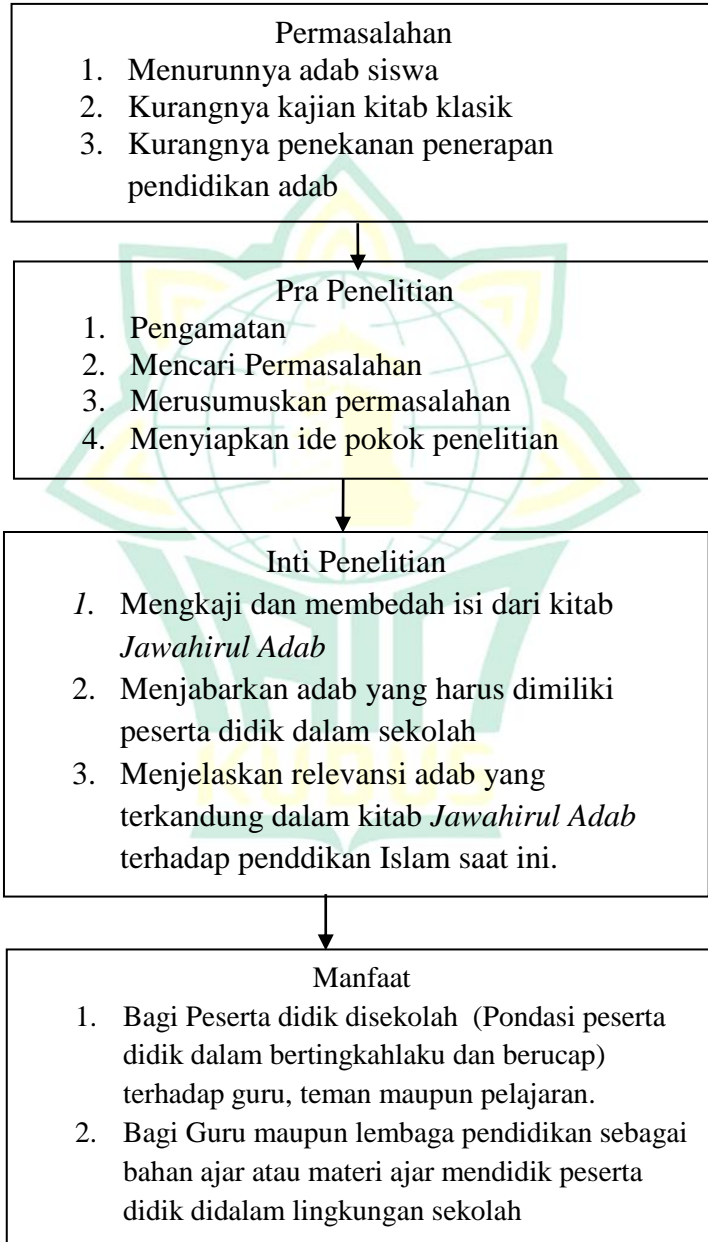 Permasalahan
1. Menurunnya adab siswa
2. Kurangnya kajian kitab klasik
3. Kurangnya penekanan penerapan
pendidikan adab
Pra Penelitian
1. Pengamatan
2. Mencari Permasalahan
3. Merusumuskan permasalahan
4. Menyiapkan ide pokok penelitian
Inti Penelitian
1. Mengkaji dan membedah isi dari kitab
Jawahirul Adab
2. Menjabarkan adab yang harus dimiliki
peserta didik dalam sekolah
3. Menjelaskan relevansi adab yang
terkandung dalam kitab Jawahirul Adab
terhadap penddikan Islam saat ini.
KUDUS
Manfaat
1. Bagi Peserta didik disekolah (Pondasi peserta
didik dalam bertingkahlaku dan berucap)
terhadap guru, teman maupun pelajaran.
2. Bagi Guru maupun lembaga pendidikan sebagai
bahan ajar atau materi ajar mendidik peserta
didik didalam lingkungan sekolah